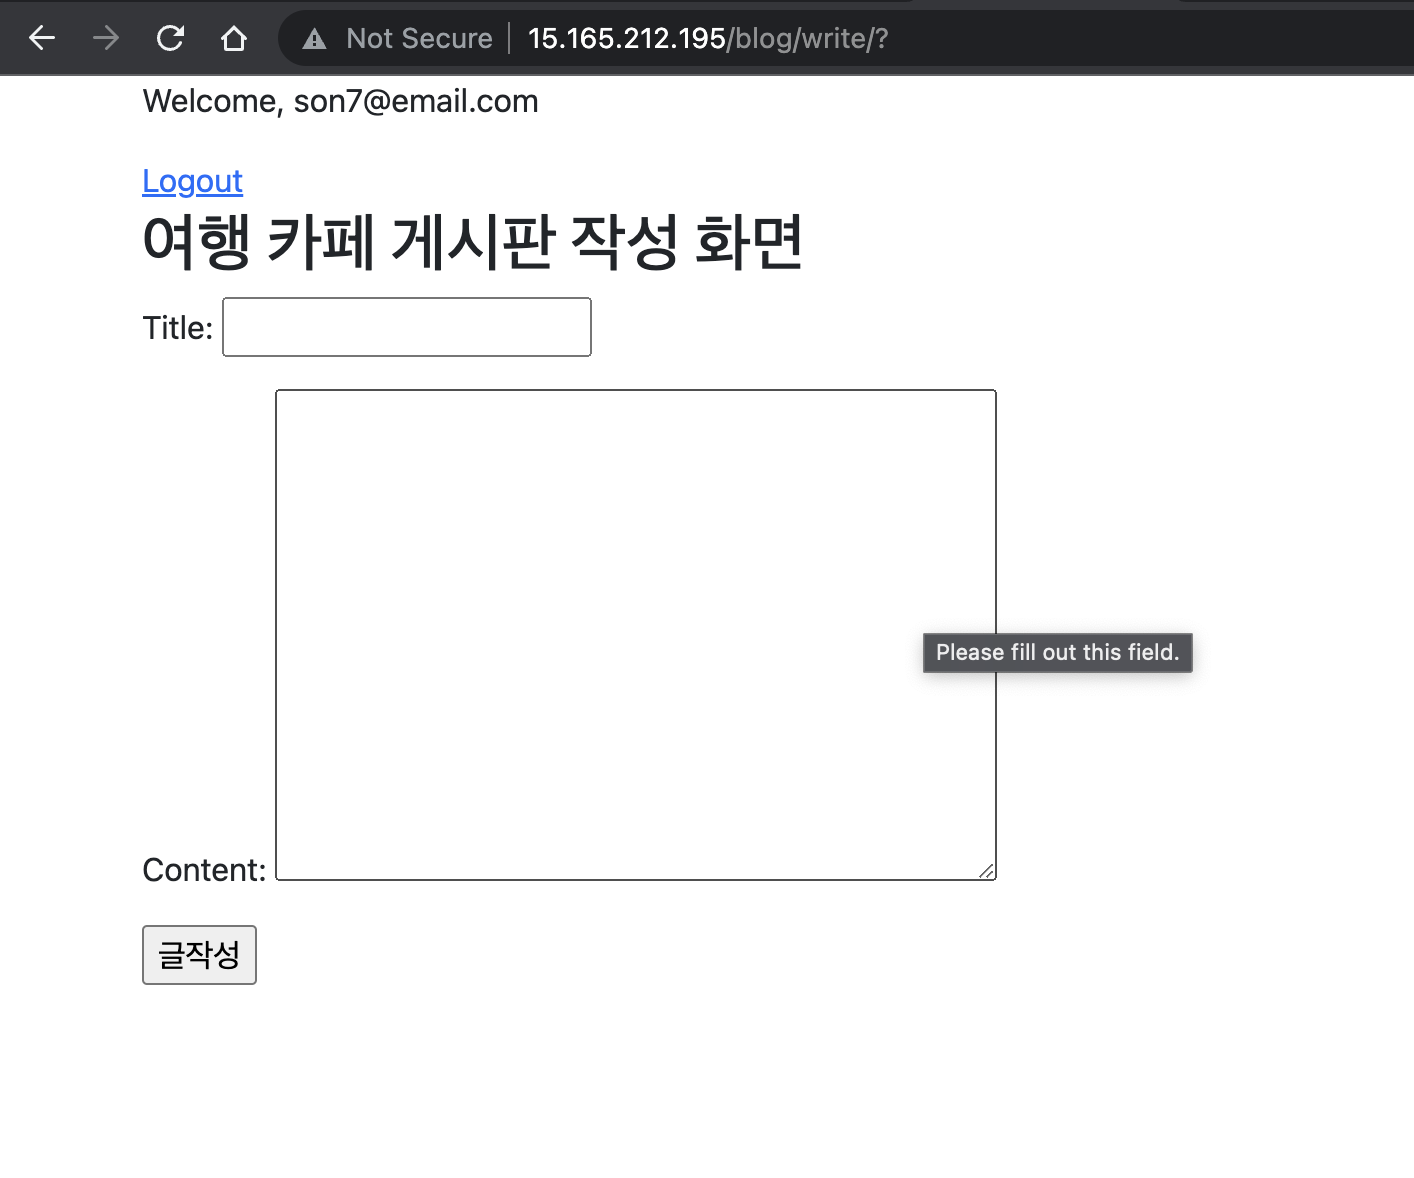 Not Secure | 15.165.212.195/blog/write/?
Welcome, son7@email.com
Logout
여행 카페 게시판 작성 화면
Title:
Please fill out this field.
Content:
글작성